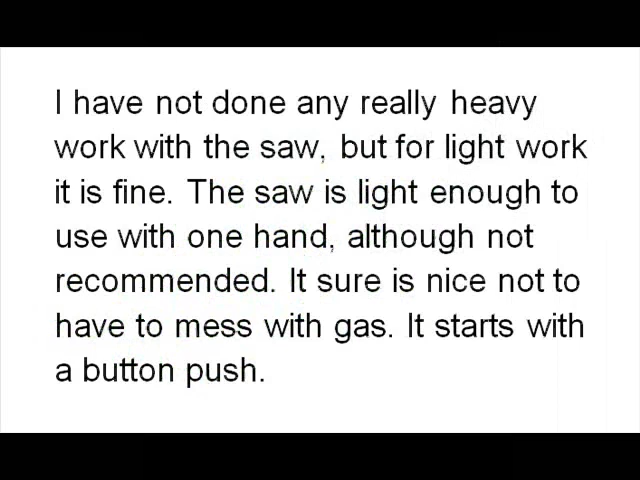 I have not done any really heavy
work with the saw, but for light work
it is fine. The saw is light enough to
use with one hand, although not
recommended. It sure is nice not to
have to mess with gas. It starts with
a button push.